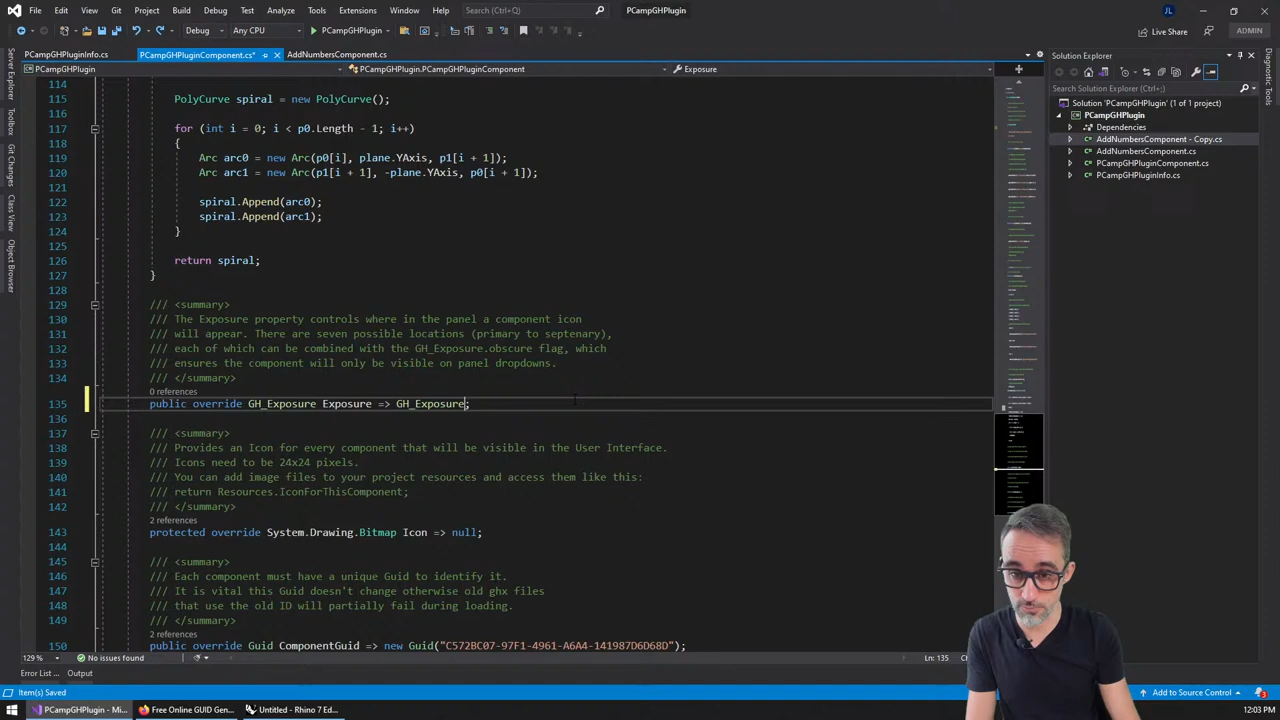 File Edit View Git Project Build Debug Test Analyze Tools Extensions Window Help Search (Ctrl+Q) PCampGHPlugin JL
Debug Any CPU PCampGHPlugin Live Share ADMIN
PCampGHPluginInfo.cs PCampGHPluginComponent.cs* AddNumbersComponent.cs
PCampGHPlugin PCampGHPlugin.PCampGHPluginComponent Exposure
114
115 PolyCurve spiral = new PolyCurve();
116
117 for (int i = 0; i < p0.Length - 1; i++)
118 {
119 Arc arc0 = new Arc(p0[i], plane.YAxis, p1[i + 1]);
120 Arc arc1 = new Arc(p1[i + 1], -plane.YAxis, p0[i + 1]);
121
122 spiral.Append(arc0);
123 spiral.Append(arc1);
124 }
125
126 return spiral;
127 }
128
129 /// <summary>
130 /// The Exposure property controls where in the panel a component icon
131 /// will appear. There are seven possible locations (primary to septenary),
132 /// each of which can be combined with the GH_Exposure.obscure flag, which
133 /// ensures the component will only be visible on panel dropdowns.
134 /// </summary>
0 references
135 public override GH_Exposure Exposure => GH_Exposure;
136
137 /// <summary>
138 /// Provides an Icon for every component that will be visible in the User Interface.
139 /// Icons need to be 24x24 pixels.
140 /// You can add image files to your project resources and access them like this:
141 /// return Resources.IconForThisComponent;
142 /// </summary>
2 references
143 protected override System.Drawing.Bitmap Icon => null;
144
145 /// <summary>
146 /// Each component must have a unique Guid to identify it.
147 /// It is vital this Guid doesn't change otherwise old ghx files
148 /// that use the old ID will partially fail during loading.
149 /// </summary>
2 references
150 public override Guid ComponentGuid => new Guid("C572BC07-97F1-4961-A6A4-141987D6D68D");
129 % No issues found Ln: 135
Error List ... Output
Item(s) Saved Add to Source Control 3
PCampGHPlugin - Mi... Free Online GUID Gen... Untitled - Rhino 7 Ed... 12:03 PM
Server Explorer
Toolbox
Git Changes
Class View
Object Browser
Solution Explorer
Search Solution Explorer (Ctrl+;)
Solution 'PCampGHPlugin' (1 of 1 project)
PCampGHPlugin
Dependencies
AddNumbersComponent - Copy.cs
AddNumbersComponent.cs
PCampGHPluginComponent.cs
PCampGHPluginInfo.cs